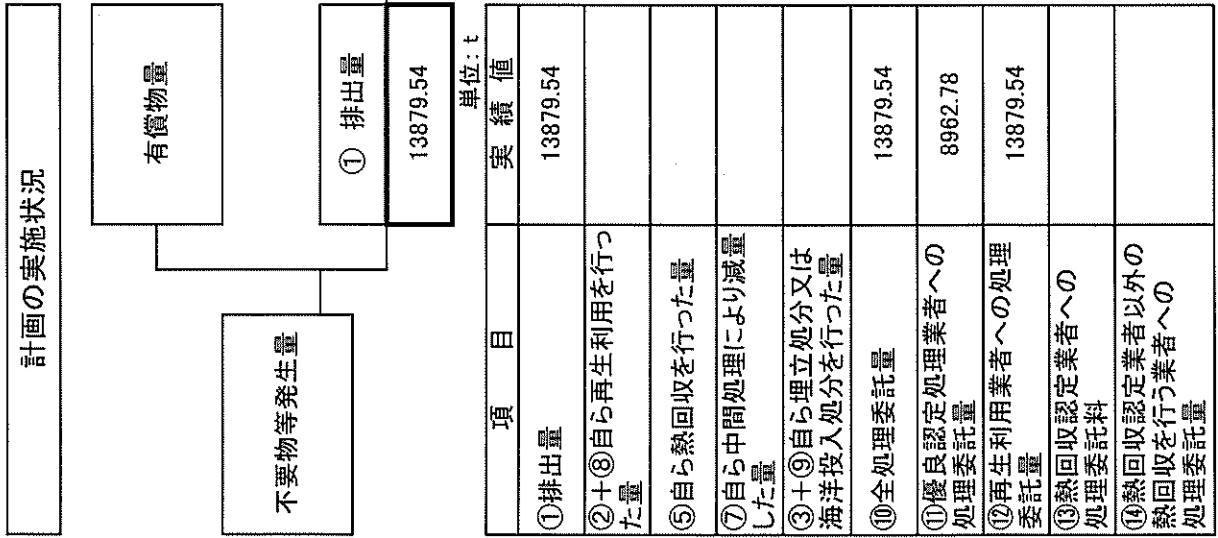 計画の実施状況
有償物量
不要物等発生量
① 排出量
13879.54
単位:t
項 目
実 績 値
①排出量
13879.54
②+⑧自ら再生利用を行っ
た量
⑤自ら熱回収を行った量
⑦自ら中間処理により減量
した量
③+⑨自ら埋立処分又は
海洋投入処分を行った量
⑩全処理委託量
13879.54
⑪優良認定処理業者への
処理委託量
8962.78
⑫再生利用業者への処理
委託量
13879.54
⑬熱回収認定業者への
処理委託料
⑭熱回収認定業者以外の
熱回収を行う業者への
処理委託量